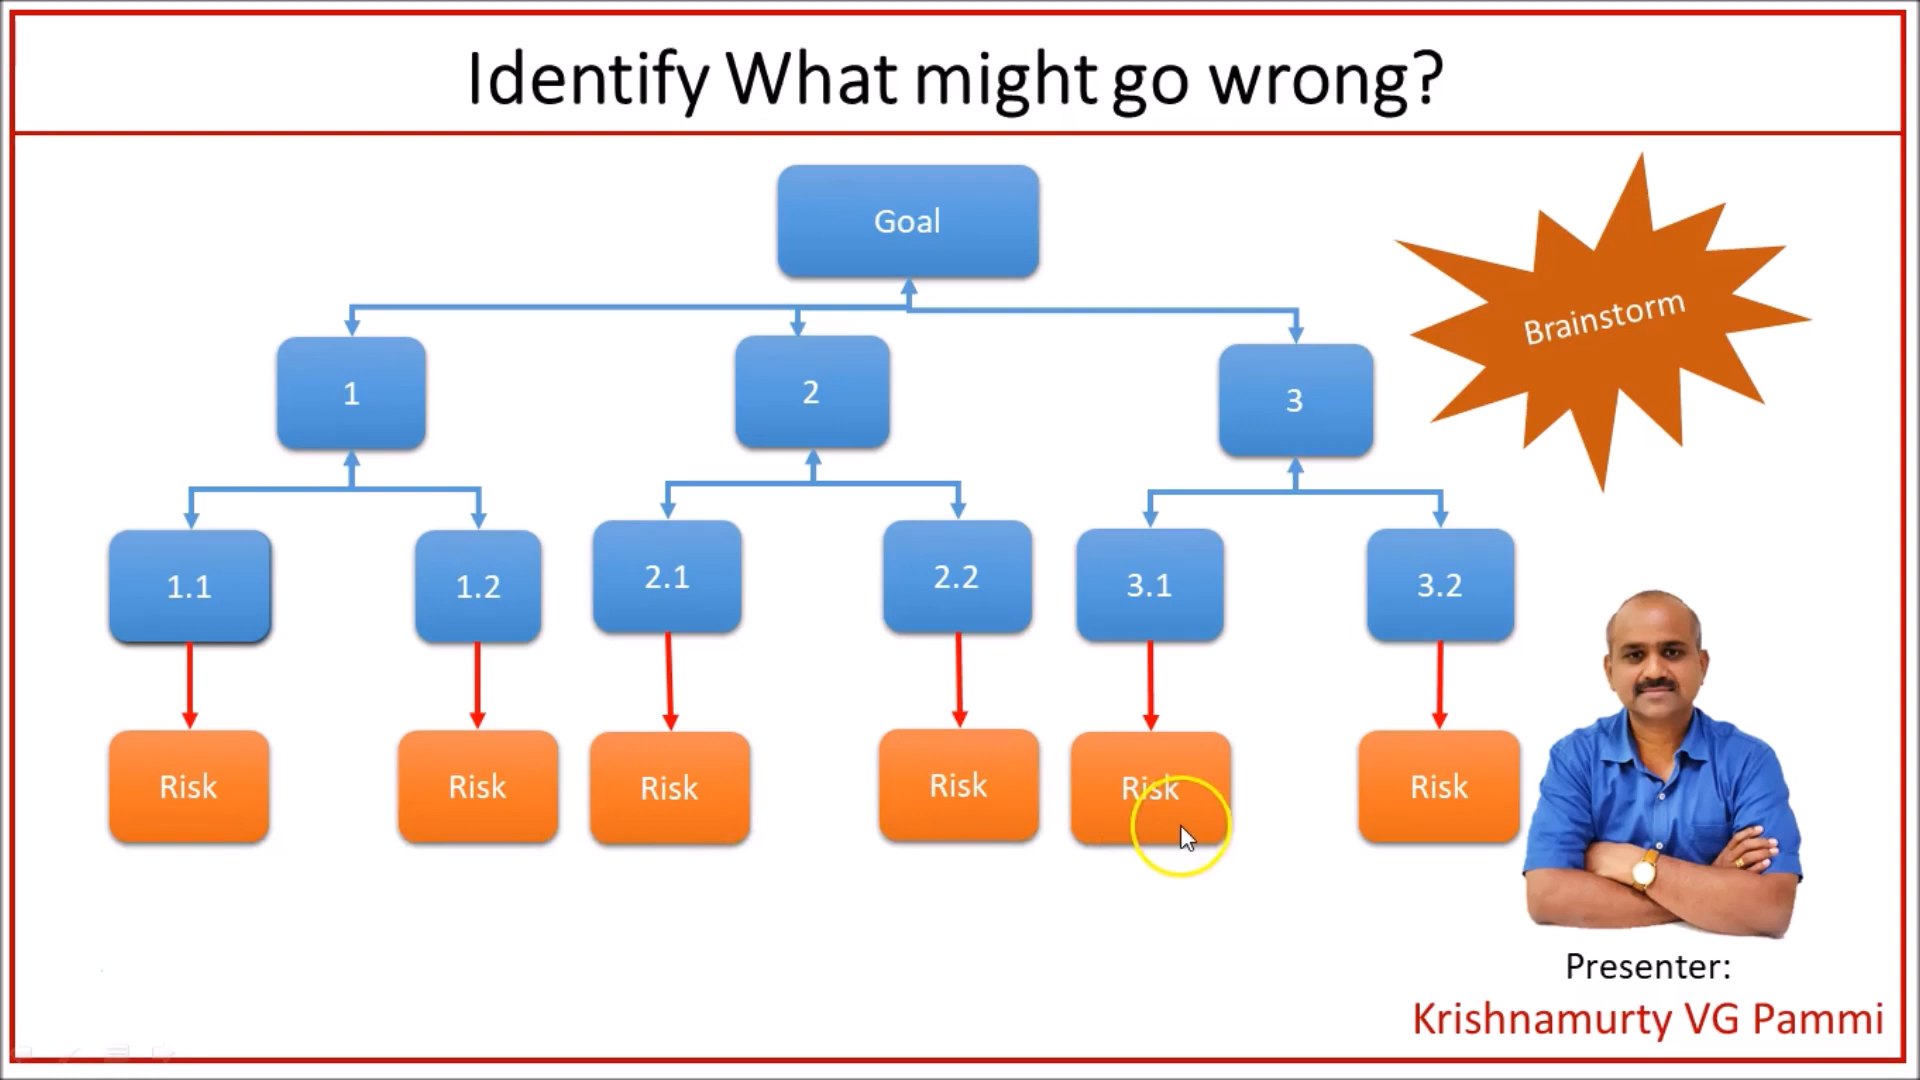 Identify What might go wrong?
Goal
Brainstorm
1
2
3
1.1
1.2
2.1
2.2
3.1
3.2
Risk
Risk
Risk
Risk
Risk
Risk
Presenter:
Krishnamurty VG Pammi